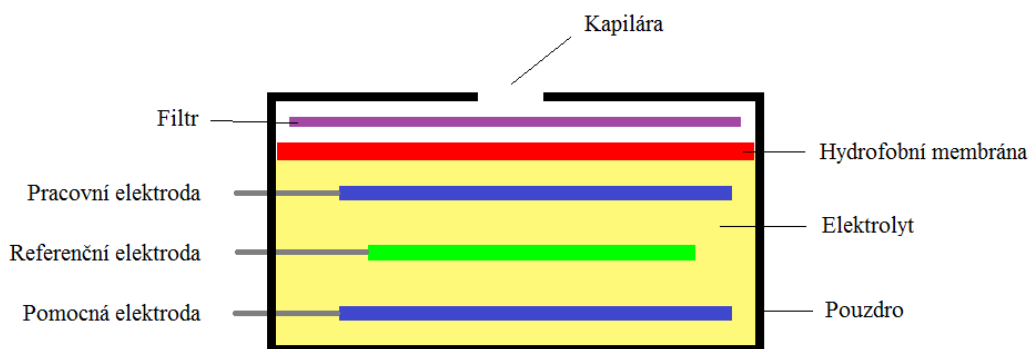 Kapilára
Filtr
Hydrofobní membrána
Pracovní elektroda
Elektrolyt
Referenční elektroda
Pomocná elektroda
Pouzdro